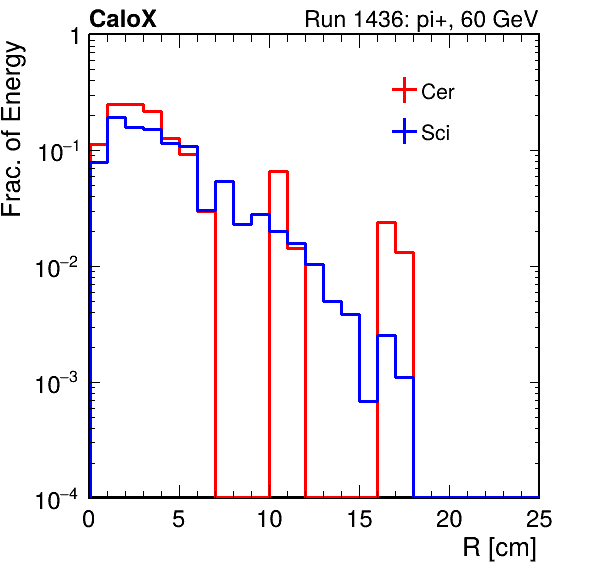 CaloX Run 1436: pi+, 60 GeV
Frac. of Energy
Cer
Sci
1
10⁻¹
10⁻²
10⁻³
10⁻⁴
0 5 10 15 20 25
R [cm]